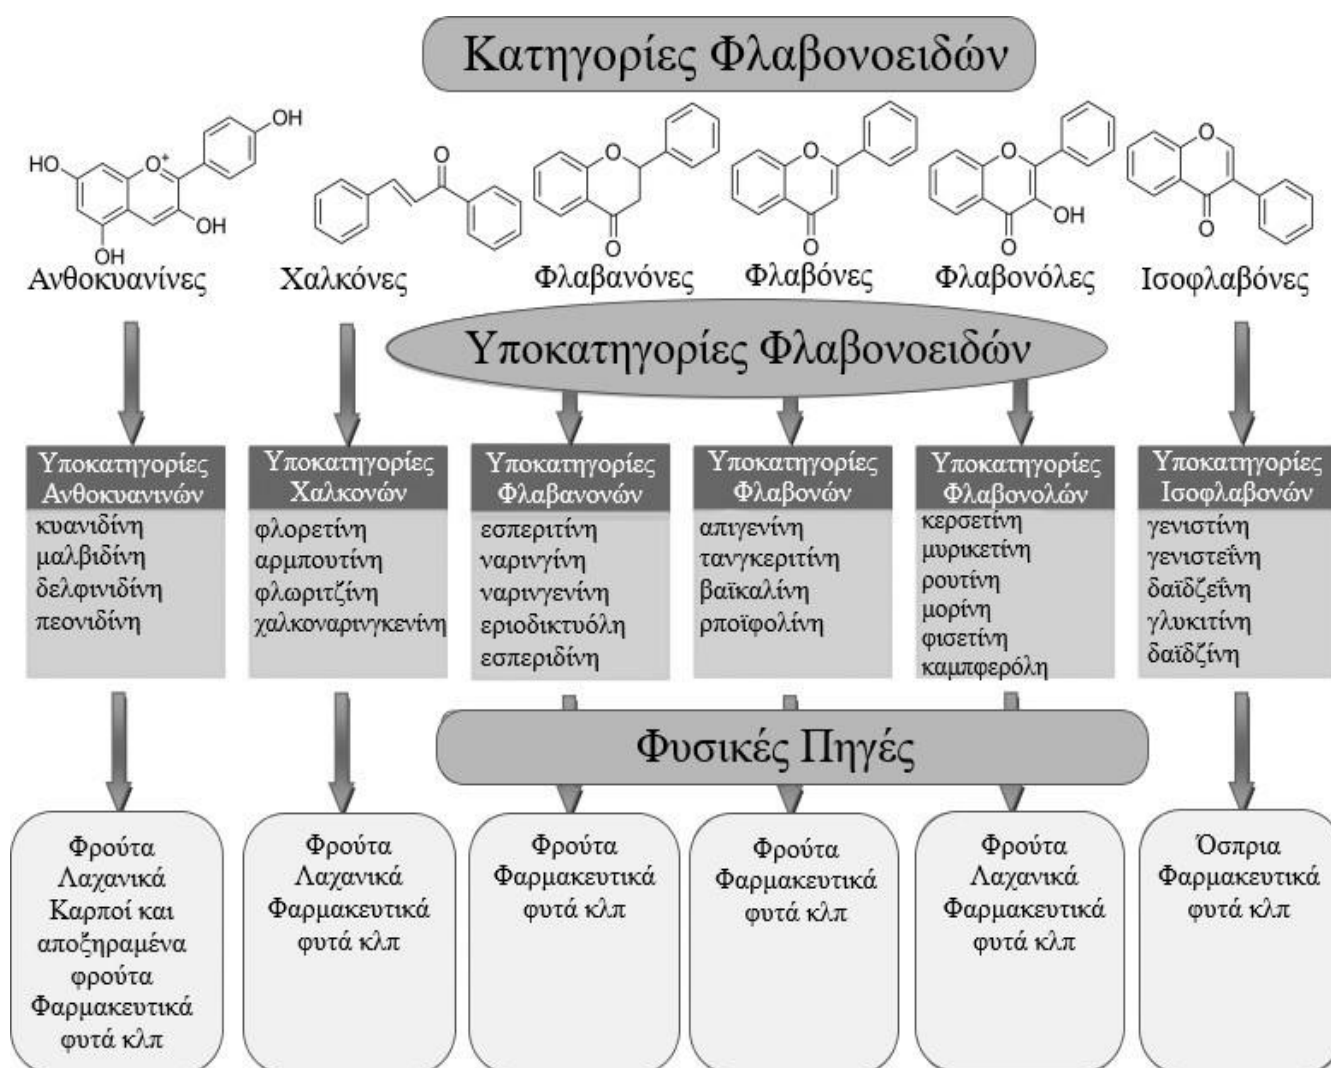 Κατηγορίες Φλαβονοειδών
OH
HO
O+
OH
OH
O
O
O
O
O
O
OH
O
O
O
Ανθοκυανίνες
Χαλκόνες
Φλαβανόνες
Φλαβόνες
Φλαβονόλες
Ισοφλαβόνες
Υποκατηγορίες Φλαβονοειδών
Υποκατηγορίες
Ανθοκυανινών
κυανιδίνη
μαλβιδίνη
δελφινιδίνη
πεονιδίνη
Υποκατηγορίες
Χαλκονών
φλορετίνη
αρμπουτίνη
φλωριτζίνη
χαλκοναρινγκενίνη
Υποκατηγορίες
Φλαβανονών
εσπεριτίνη
ναρινγίνη
ναρινγενίνη
εριοδικτυόλη
εσπεριδίνη
Υποκατηγορίες
Φλαβονών
απιγενίνη
τανγκεριτίνη
βαϊκαλίνη
ρποϊφολίνη
Υποκατηγορίες
Φλαβονολών
κερσετίνη
μυρικετίνη
ρουτίνη
μορίνη
φισετίνη
καμπφερόλη
Υποκατηγορίες
Ισοφλαβονών
γενιστίνη
γενιστεΐνη
δαϊδζεΐνη
γλυκιτίνη
δαϊδζίνη
Φυσικές Πηγές
Φρούτα
Λαχανικά
Καρποί και
αποξηραμένα
φρούτα
Φαρμακευτικά
φυτά κλπ
Φρούτα
Λαχανικά
Φαρμακευτικά
φυτά κλπ
Φρούτα
Φαρμακευτικά
φυτά κλπ
Φρούτα
Φαρμακευτικά
φυτά κλπ
Φρούτα
Λαχανικά
Φαρμακευτικά
φυτά κλπ
Όσπρια
Φαρμακευτικά
φυτά κλπ